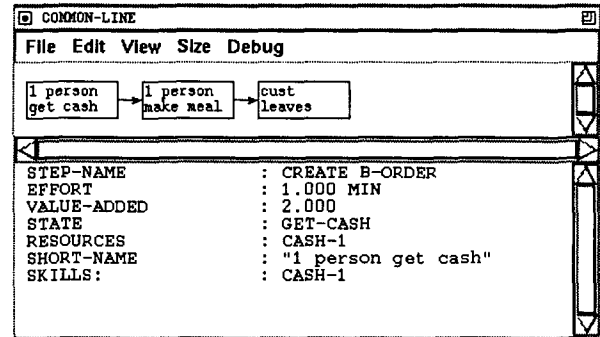 COMMON-LINE
File Edit View Size Debug
1 person get cash
1 person make meal
cust leaves
STEP-NAME : CREATE B-ORDER
EFFORT : 1.000 MIN
VALUE-ADDED : 2.000
STATE : GET-CASH
RESOURCES : CASH-1
SHORT-NAME : "1 person get cash"
SKILLS: : CASH-1